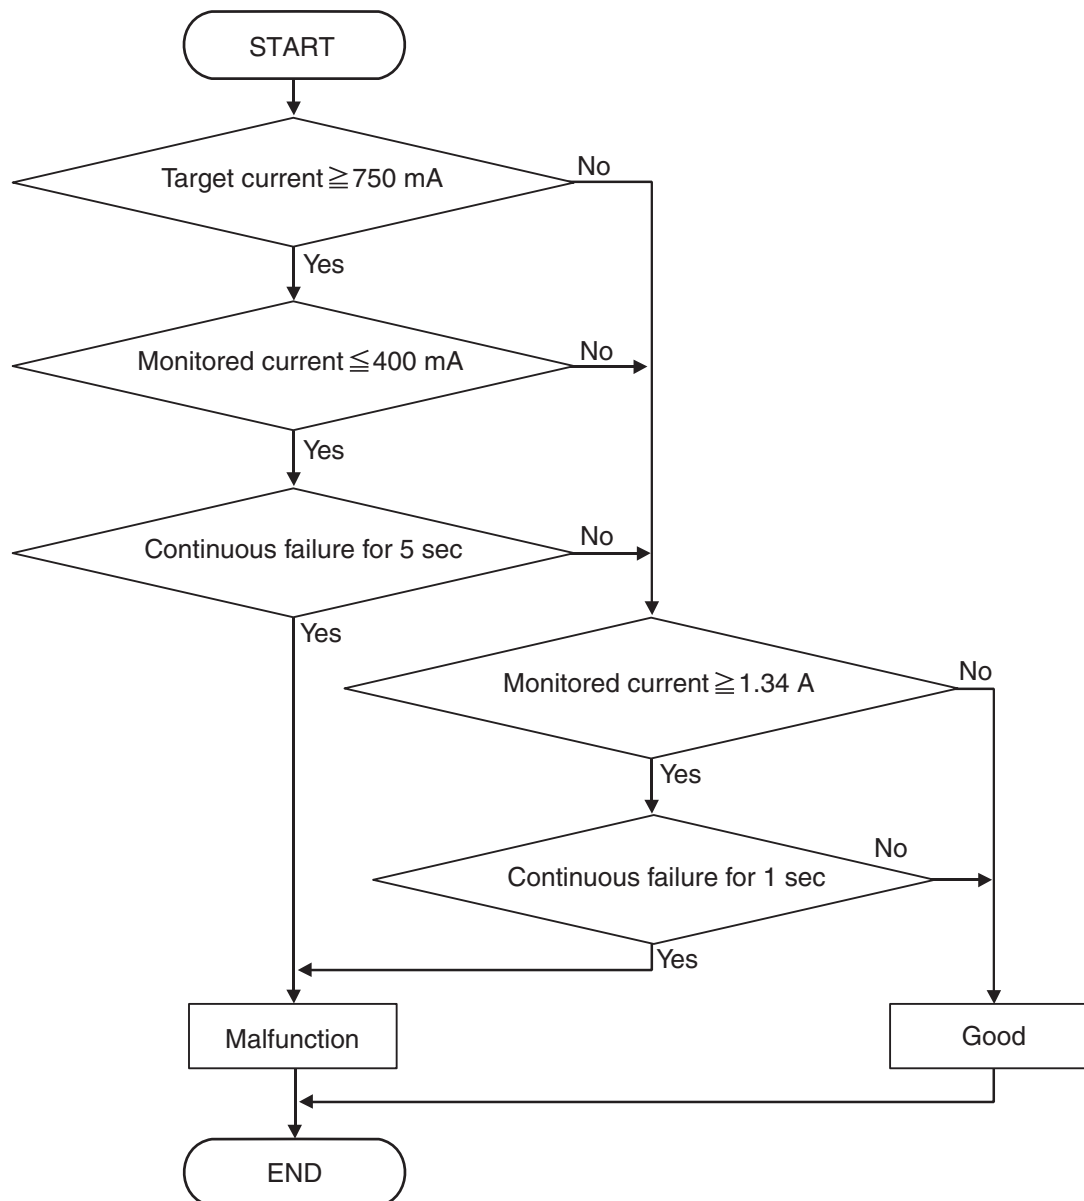 START
Target current ≧ 750 mA
No
Yes
Monitored current ≦ 400 mA
No
Yes
Continuous failure for 5 sec
No
Yes
Monitored current ≧ 1.34 A
No
Yes
Continuous failure for 1 sec
No
Yes
Malfunction
Good
END